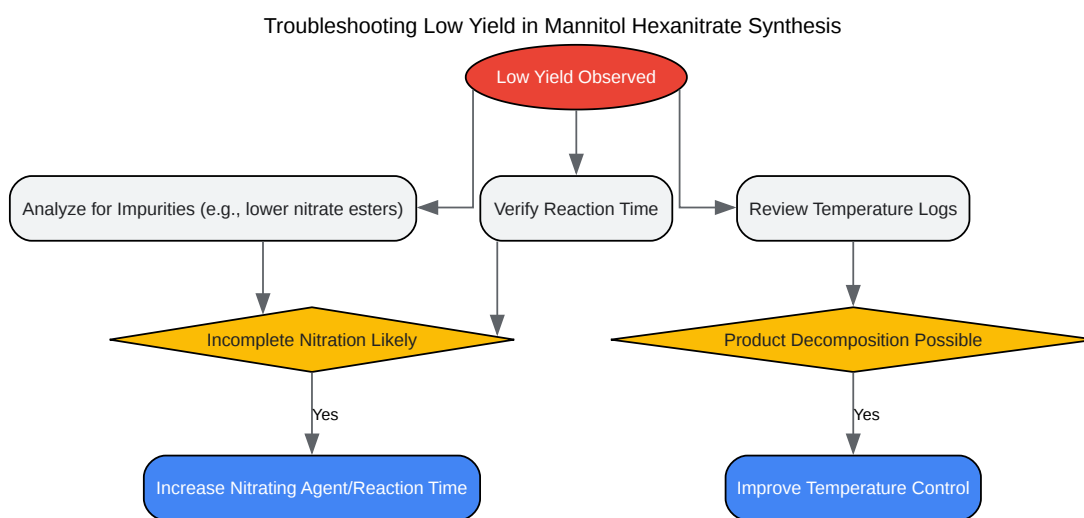 Troubleshooting Low Yield in Mannitol Hexanitrate Synthesis
Low Yield Observed
Analyze for Impurities (e.g., lower nitrate esters)
Verify Reaction Time
Review Temperature Logs
Incomplete Nitration Likely
Product Decomposition Possible
Yes
Yes
Increase Nitrating Agent/Reaction Time
Improve Temperature Control